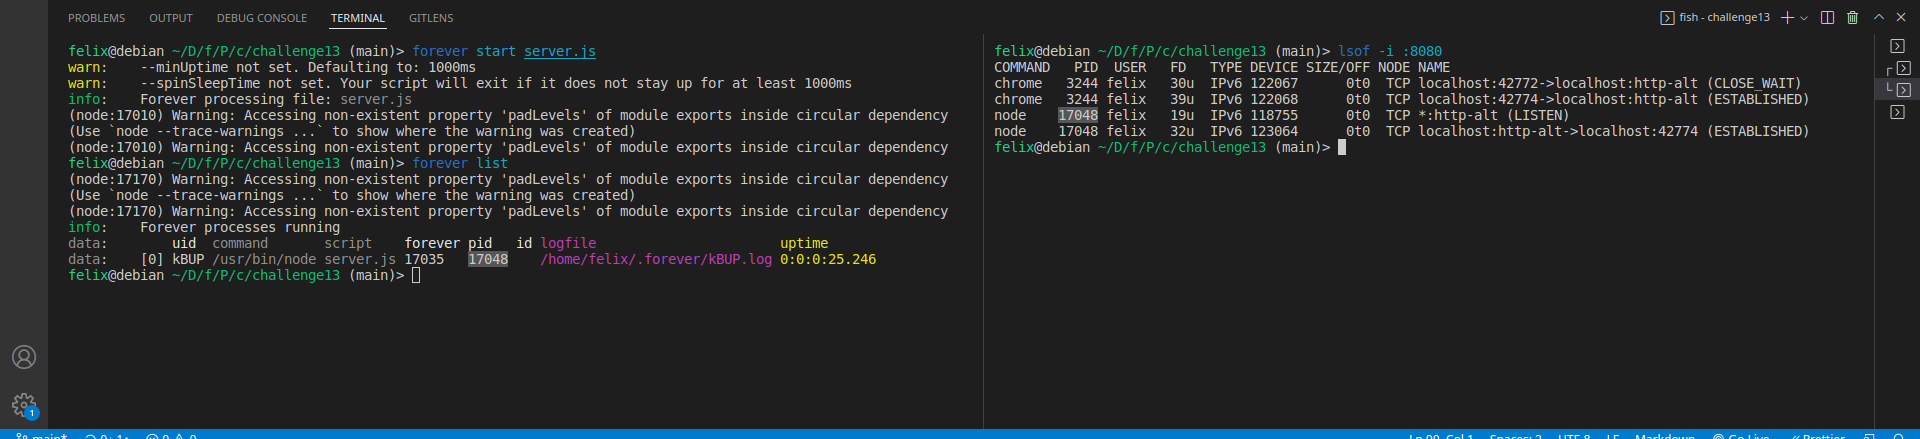 PROBLEMS OUTPUT DEBUG CONSOLE TERMINAL GITLENS
fish - challenge13
felix@debian ~/D/f/P/c/challenge13 (main)> forever start server.js
warn:    --minUptime not set. Defaulting to: 1000ms
warn:    --spinSleepTime not set. Your script will exit if it does not stay up for at least 1000ms
info:    Forever processing file: server.js
(node:17010) Warning: Accessing non-existent property 'padLevels' of module exports inside circular dependency
(Use `node --trace-warnings ...` to show where the warning was created)
(node:17010) Warning: Accessing non-existent property 'padLevels' of module exports inside circular dependency
felix@debian ~/D/f/P/c/challenge13 (main)> forever list
(node:17170) Warning: Accessing non-existent property 'padLevels' of module exports inside circular dependency
(Use `node --trace-warnings ...` to show where the warning was created)
(node:17170) Warning: Accessing non-existent property 'padLevels' of module exports inside circular dependency
info:    Forever processes running
data:        uid  command      script    forever pid   id logfile                       uptime
data:    [0] kBUP /usr/bin/node server.js 17035   17048    /home/felix/.forever/kBUP.log 0:0:0:25.246
felix@debian ~/D/f/P/c/challenge13 (main)>
felix@debian ~/D/f/P/c/challenge13 (main)> lsof -i :8080
COMMAND   PID  USER   FD   TYPE DEVICE SIZE/OFF NODE NAME
chrome   3244 felix   30u  IPv6 122067      0t0  TCP localhost:42772->localhost:http-alt (CLOSE_WAIT)
chrome   3244 felix   39u  IPv6 122068      0t0  TCP localhost:42774->localhost:http-alt (ESTABLISHED)
node    17048 felix   19u  IPv6 118755      0t0  TCP *:http-alt (LISTEN)
node    17048 felix   32u  IPv6 123064      0t0  TCP localhost:http-alt->localhost:42774 (ESTABLISHED)
felix@debian ~/D/f/P/c/challenge13 (main)>
1
main* 0↓ 1↑ 0 0 Ln 90, Col 1 Spaces: 2 UTF-8 LF Markdown Go Live Prettier